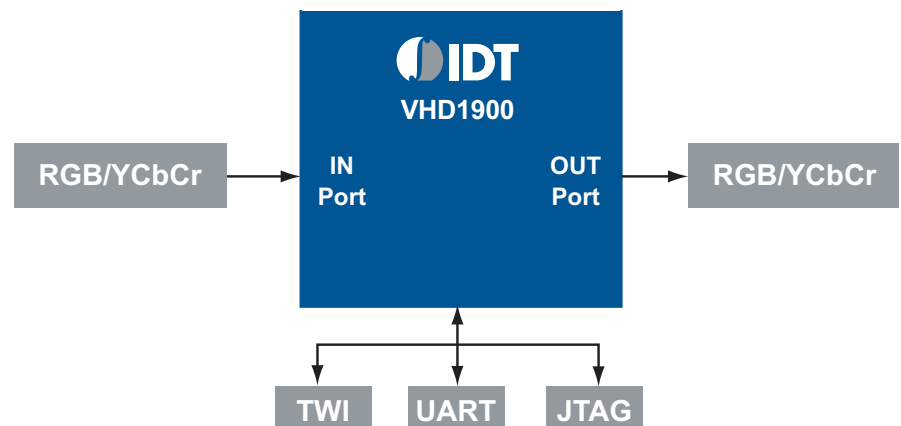 IDT
VHD1900
RGB/YCbCr
IN
Port
OUT
Port
RGB/YCbCr
TWI
UART
JTAG